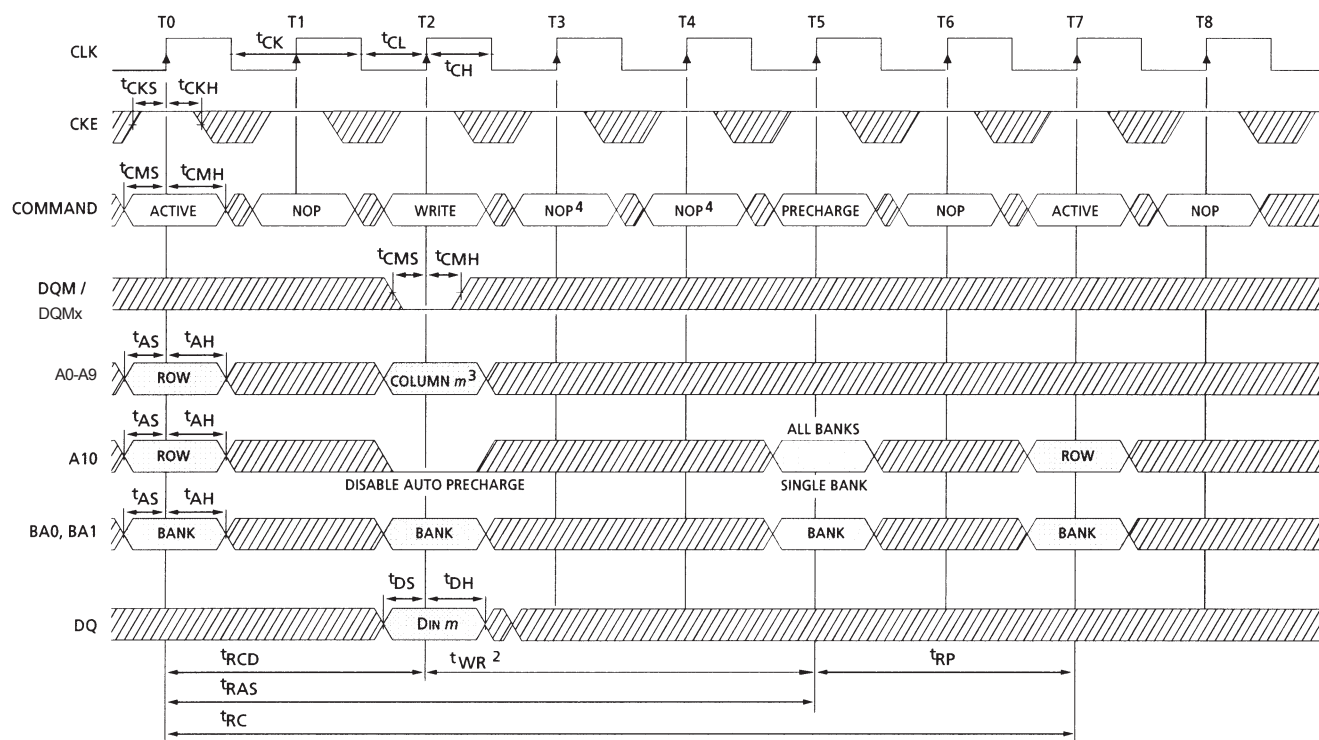 T0 T1 T2 T3 T4 T5 T6 T7 T8
CLK
tCK tCL
tCH
tCKS tCKH
CKE
tCMS tCMH
COMMAND ACTIVE NOP WRITE NOP4 NOP4 PRECHARGE NOP ACTIVE NOP
tCMS tCMH
DQM /
DQMx
tAS tAH
A0-A9 ROW COLUMN m3
tAS tAH ALL BANKS
A10 ROW ROW
DISABLE AUTO PRECHARGE SINGLE BANK
tAS tAH
BA0, BA1 BANK BANK BANK BANK
tDS tDH
DQ DIN m
tRCD tWR 2 tRP
tRAS
tRC